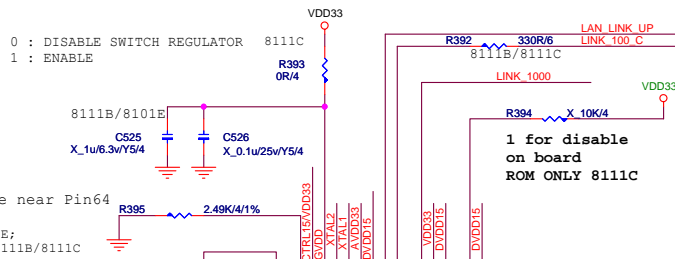 VDD33
LAN_LINK_UP
0 : DISABLE SWITCH REGULATOR 8111C
R392 330R/6 LINK_100_C
1 : ENABLE
8111B/8111C
R393
0R/4
LINK_1000
VDD33
8111B/8101E
R394 X_10K/4
C525
X_1u/6.3v/Y5/4
C526
X_0.1u/25v/Y5/4
1 for disable
on board
ROM ONLY 8111C
e near Pin64
R395 2.49K/4/1%
E;
111B/8111C
CTRL15/VDD33
GVDD
XTAL2
XTAL1
AVDD33
DVDD15
VDD33
DVDD15
DVDD15